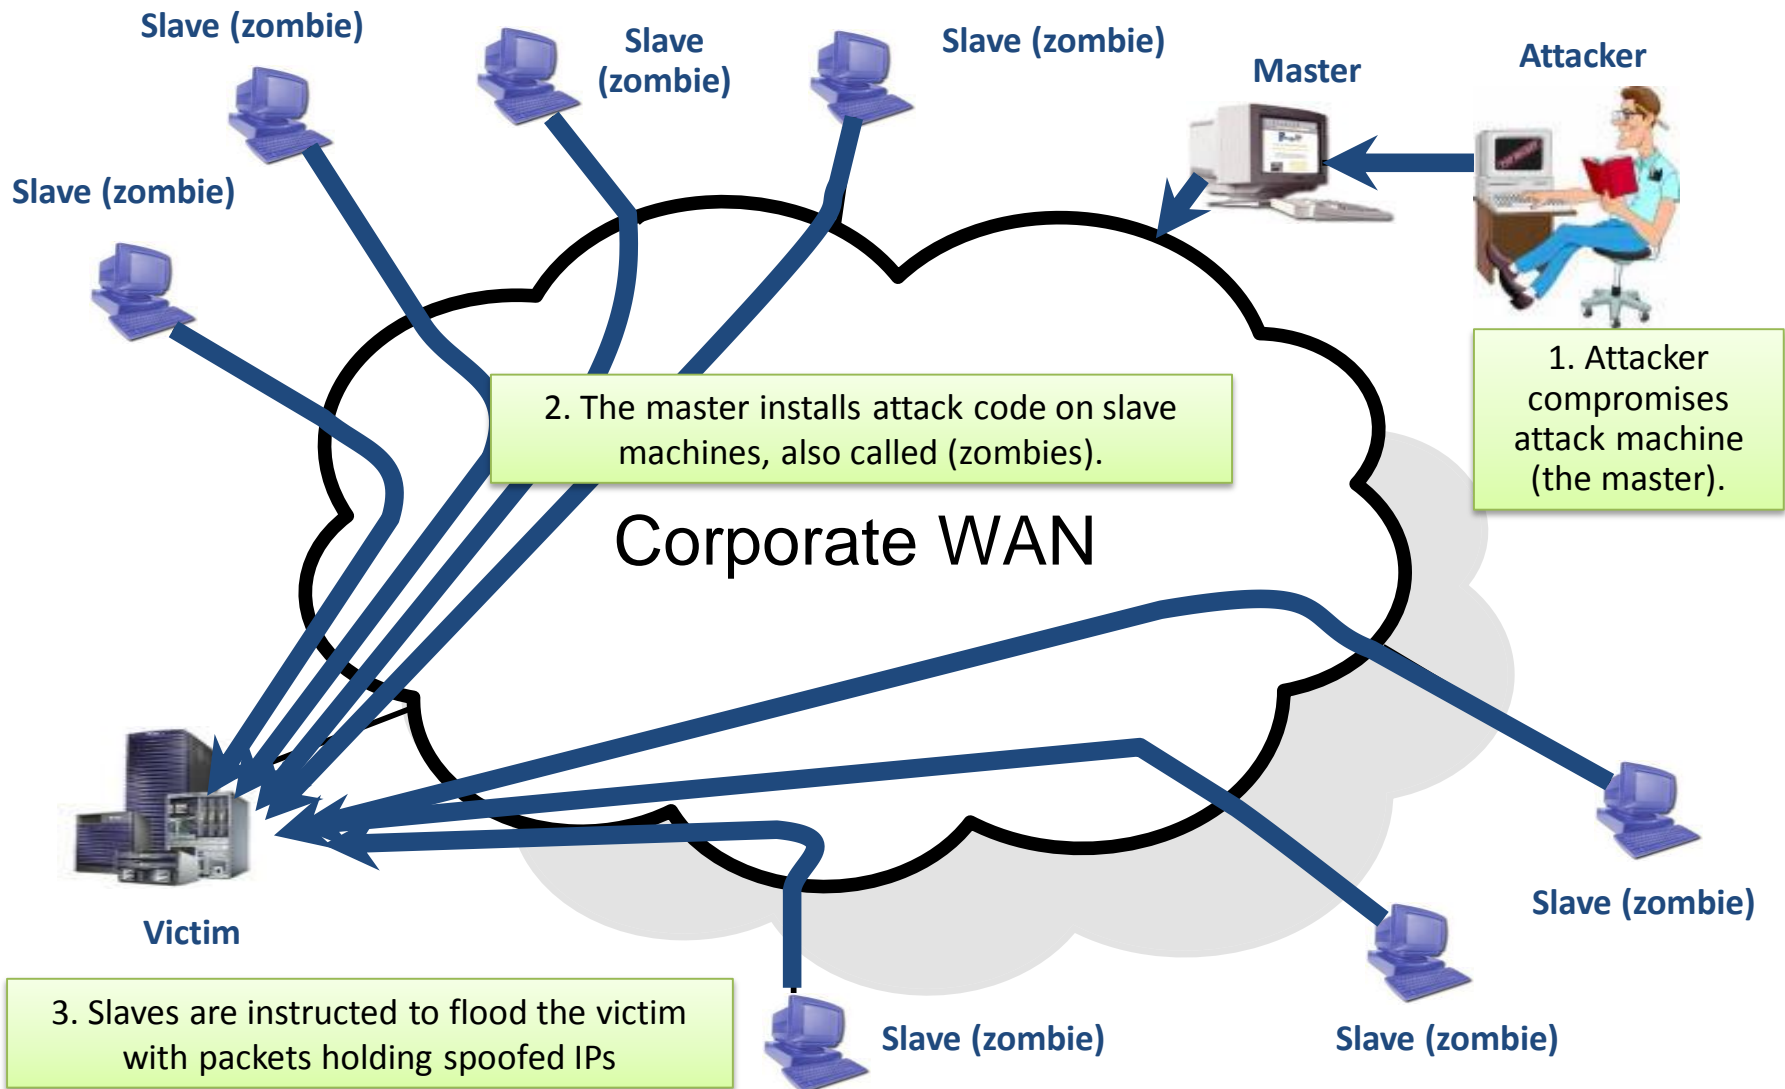 Slave (zombie)
Slave
(zombie)
Slave (zombie)
Master
Attacker
Slave (zombie)
1. Attacker
compromises
attack machine
(the master).
2. The master installs attack code on slave
machines, also called (zombies).
Corporate WAN
Slave (zombie)
Victim
3. Slaves are instructed to flood the victim
with packets holding spoofed IPs
Slave (zombie)
Slave (zombie)